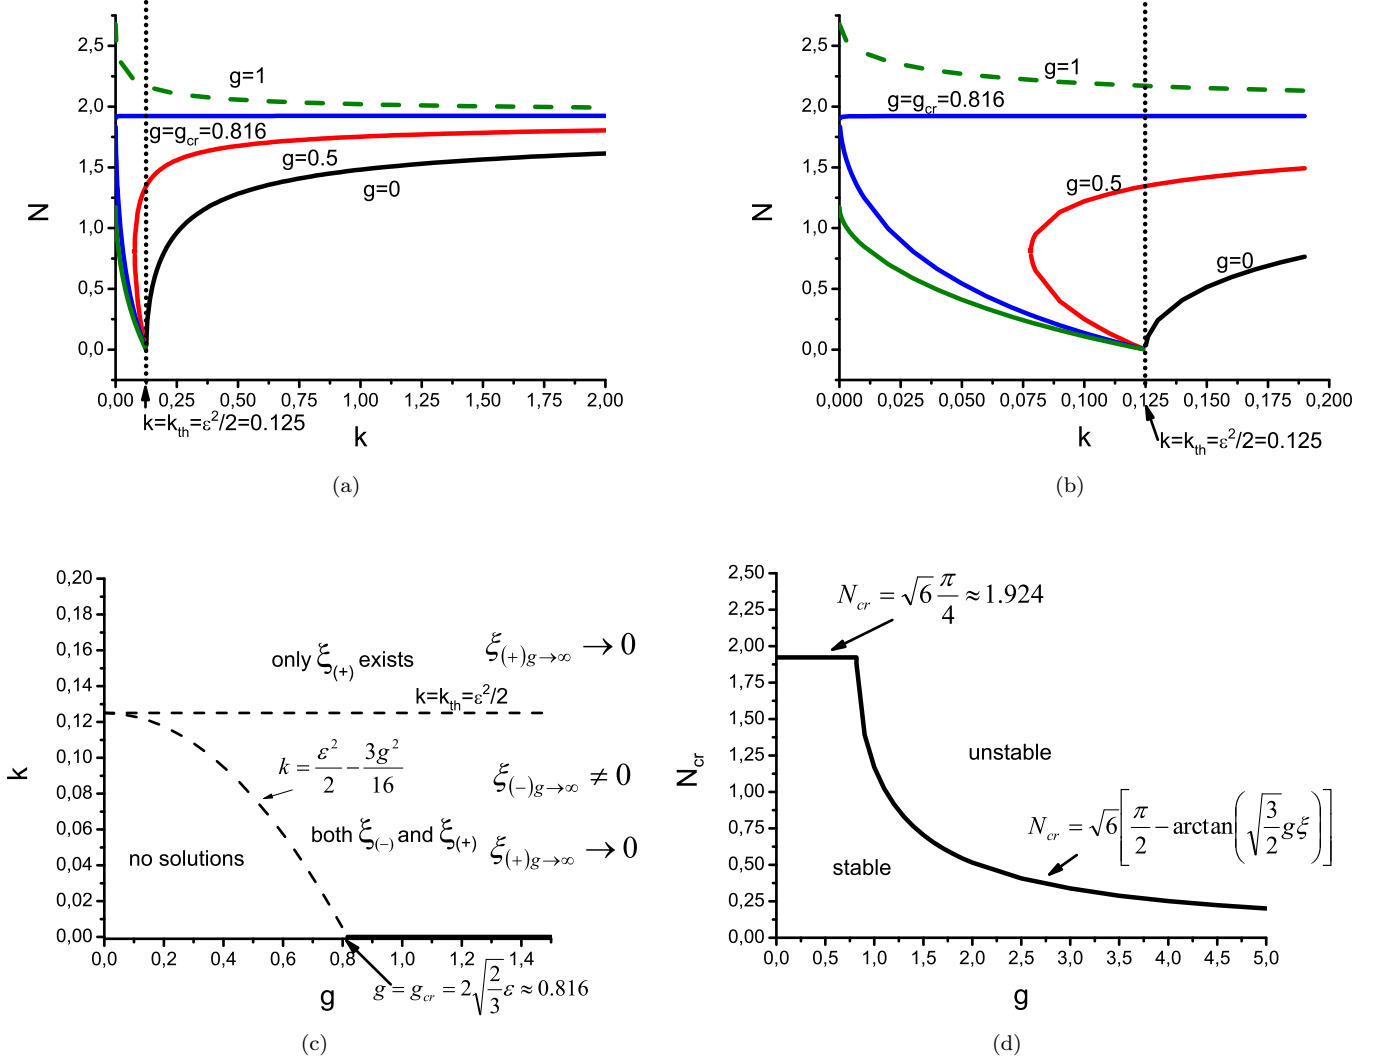 2,5
2,0
1,5
1,0
0,5
0,0
N
g=1
g=g_cr=0.816
g=0.5
g=0
0,00 0,25 0,50 0,75 1,00 1,25 1,50 1,75 2,00
k=k_th=ε²/2=0.125
k
(a)
2,5
2,0
1,5
1,0
0,5
0,0
N
g=1
g=g_cr=0.816
g=0.5
g=0
0,000 0,025 0,050 0,075 0,100 0,125 0,150 0,175 0,200
k k=k_th=ε²/2=0.125
(b)
0,20
0,18
0,16
0,14
0,12
0,10
0,08
0,06
0,04
0,02
0,00
k
only ξ_(+) exists
ξ_(+)g→∞ → 0
k=k_th=ε²/2
k = ε²/2 − 3g²/16
ξ_(−)g→∞ ≠ 0
both ξ_(−) and ξ_(+)
ξ_(+)g→∞ → 0
no solutions
0,0 0,2 0,4 0,6 0,8 1,0 1,2 1,4
g
g = g_cr = 2√(2/3) ε ≈ 0.816
(c)
2,50
2,25
2,00
1,75
1,50
1,25
1,00
0,75
0,50
0,25
0,00
N_cr
N_cr = √6 π/4 ≈ 1.924
unstable
N_cr = √6 [π/2 − arctan(√(3/2) gξ)]
stable
0,0 0,5 1,0 1,5 2,0 2,5 3,0 3,5 4,0 4,5 5,0
g
(d)